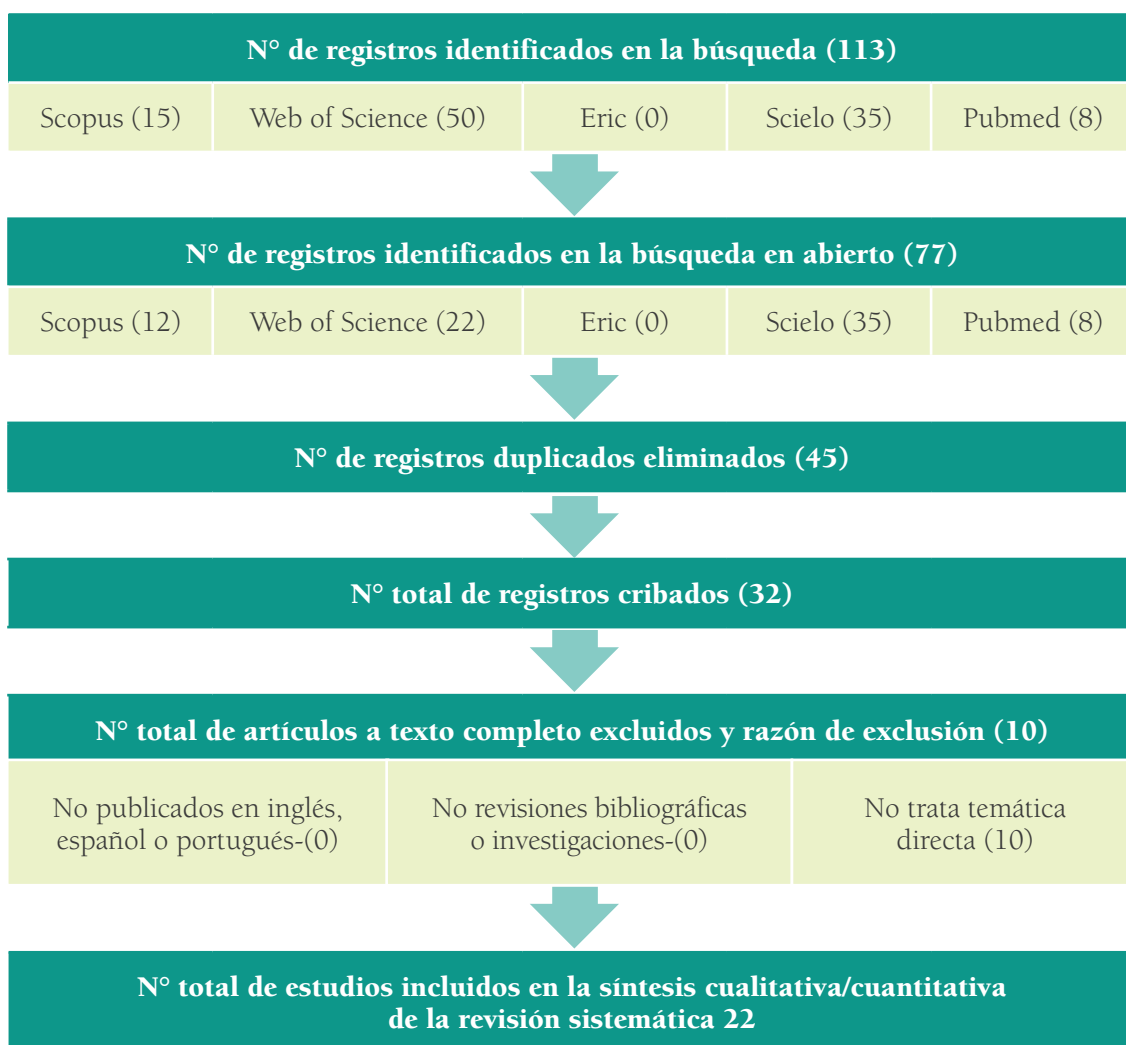 N° de registros identificados en la búsqueda (113)
Scopus (15)
Web of Science (50)
Eric (0)
Scielo (35)
Pubmed (8)
N° de registros identificados en la búsqueda en abierto (77)
Scopus (12)
Web of Science (22)
Eric (0)
Scielo (35)
Pubmed (8)
N° de registros duplicados eliminados (45)
N° total de registros cribados (32)
N° total de artículos a texto completo excluidos y razón de exclusión (10)
No publicados en inglés,
español o portugués-(0)
No revisiones bibliográficas
o investigaciones-(0)
No trata temática
directa (10)
N° total de estudios incluidos en la síntesis cualitativa/cuantitativa
de la revisión sistemática 22